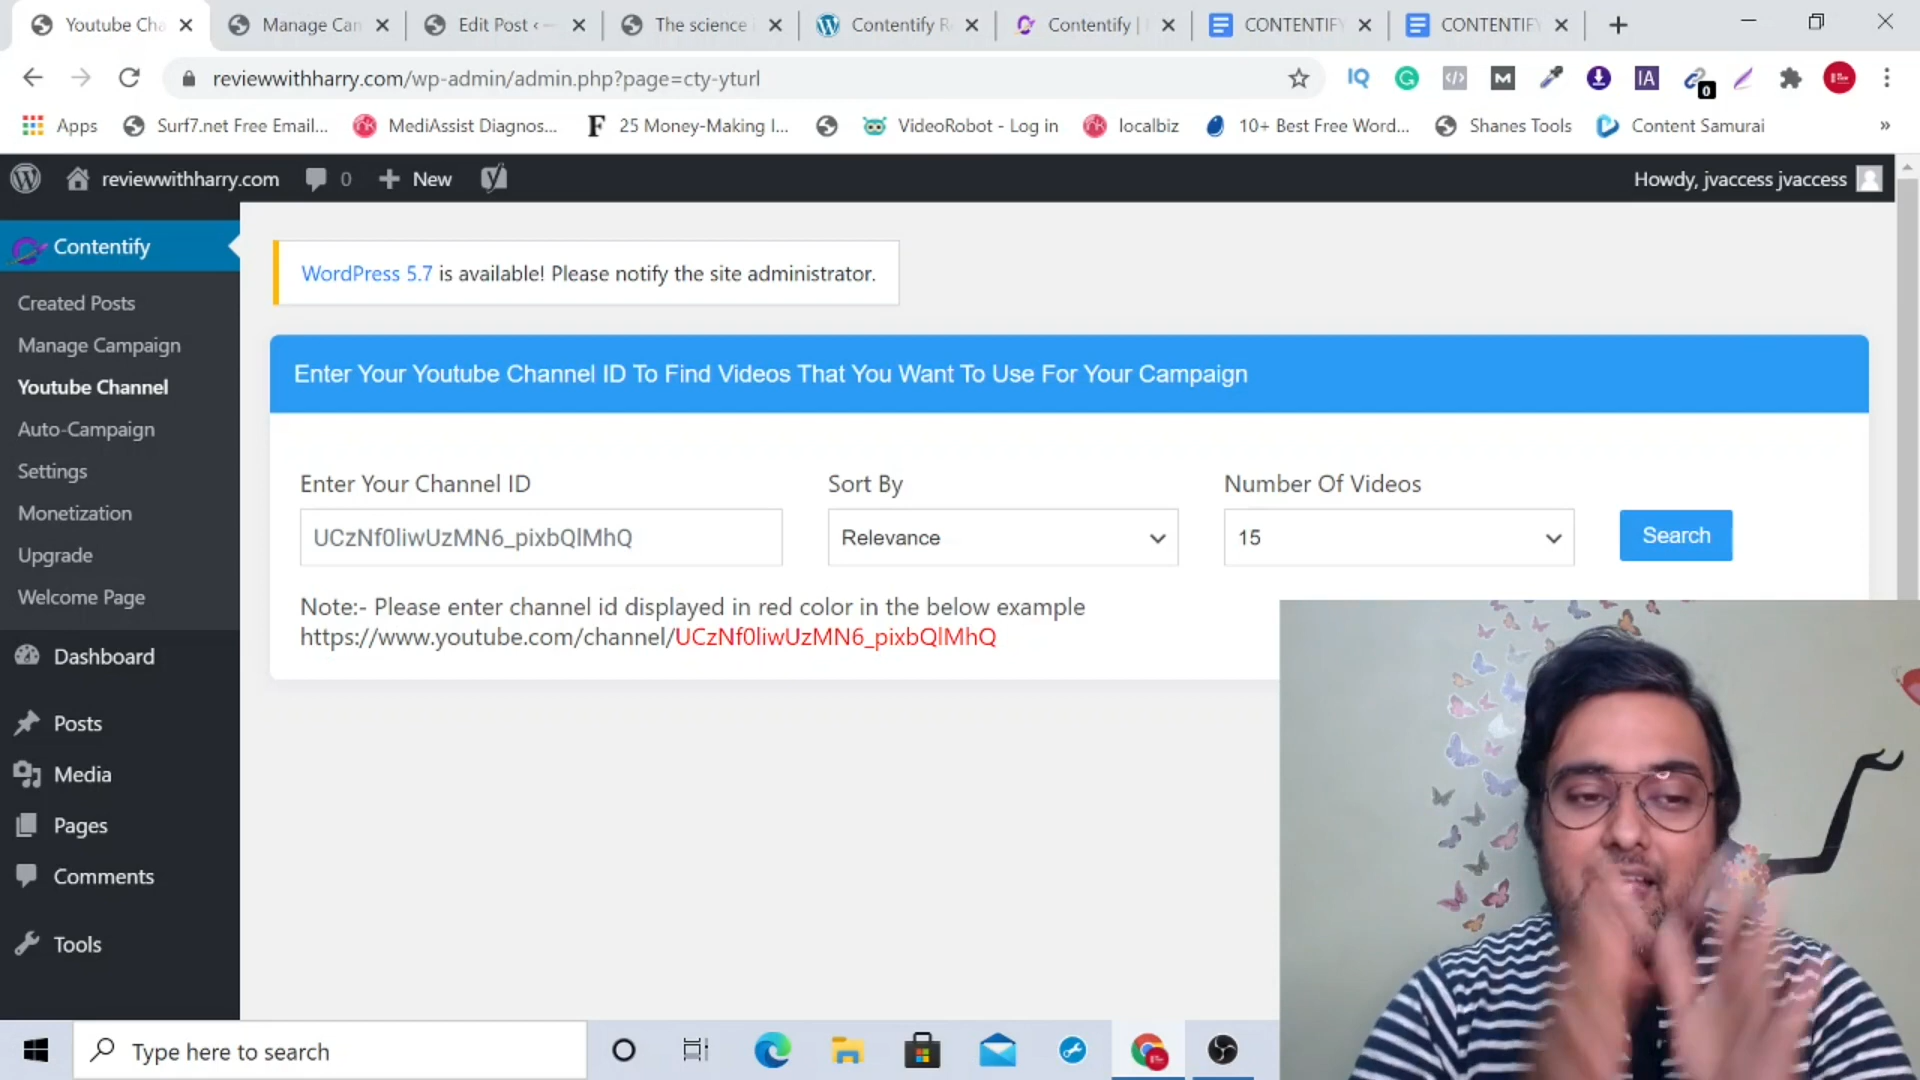 Youtube Cha
Manage Can
Edit Post ‹
The science
Contentify R
Contentify |
CONTENTIF
CONTENTIF
reviewwithharry.com/wp-admin/admin.php?page=cty-yturl
IQ
M
IA
0
Apps
Surf7.net Free Email...
MediAssist Diagnos...
25 Money-Making I...
VideoRobot - Log in
localbiz
10+ Best Free Word...
Shanes Tools
Content Samurai
»
reviewwithharry.com
0
New
Howdy, jvaccess jvaccess
Contentify
Created Posts
Manage Campaign
Youtube Channel
Auto-Campaign
Settings
Monetization
Upgrade
Welcome Page
Dashboard
Posts
Media
Pages
Comments
Tools
WordPress 5.7 is available! Please notify the site administrator.
Enter Your Youtube Channel ID To Find Videos That You Want To Use For Your Campaign
Enter Your Channel ID
Sort By
Number Of Videos
UCzNf0liwUzMN6_pixbQlMhQ
Relevance
15
Search
Note:- Please enter channel id displayed in red color in the below example
https://www.youtube.com/channel/UCzNf0liwUzMN6_pixbQlMhQ
Type here to search